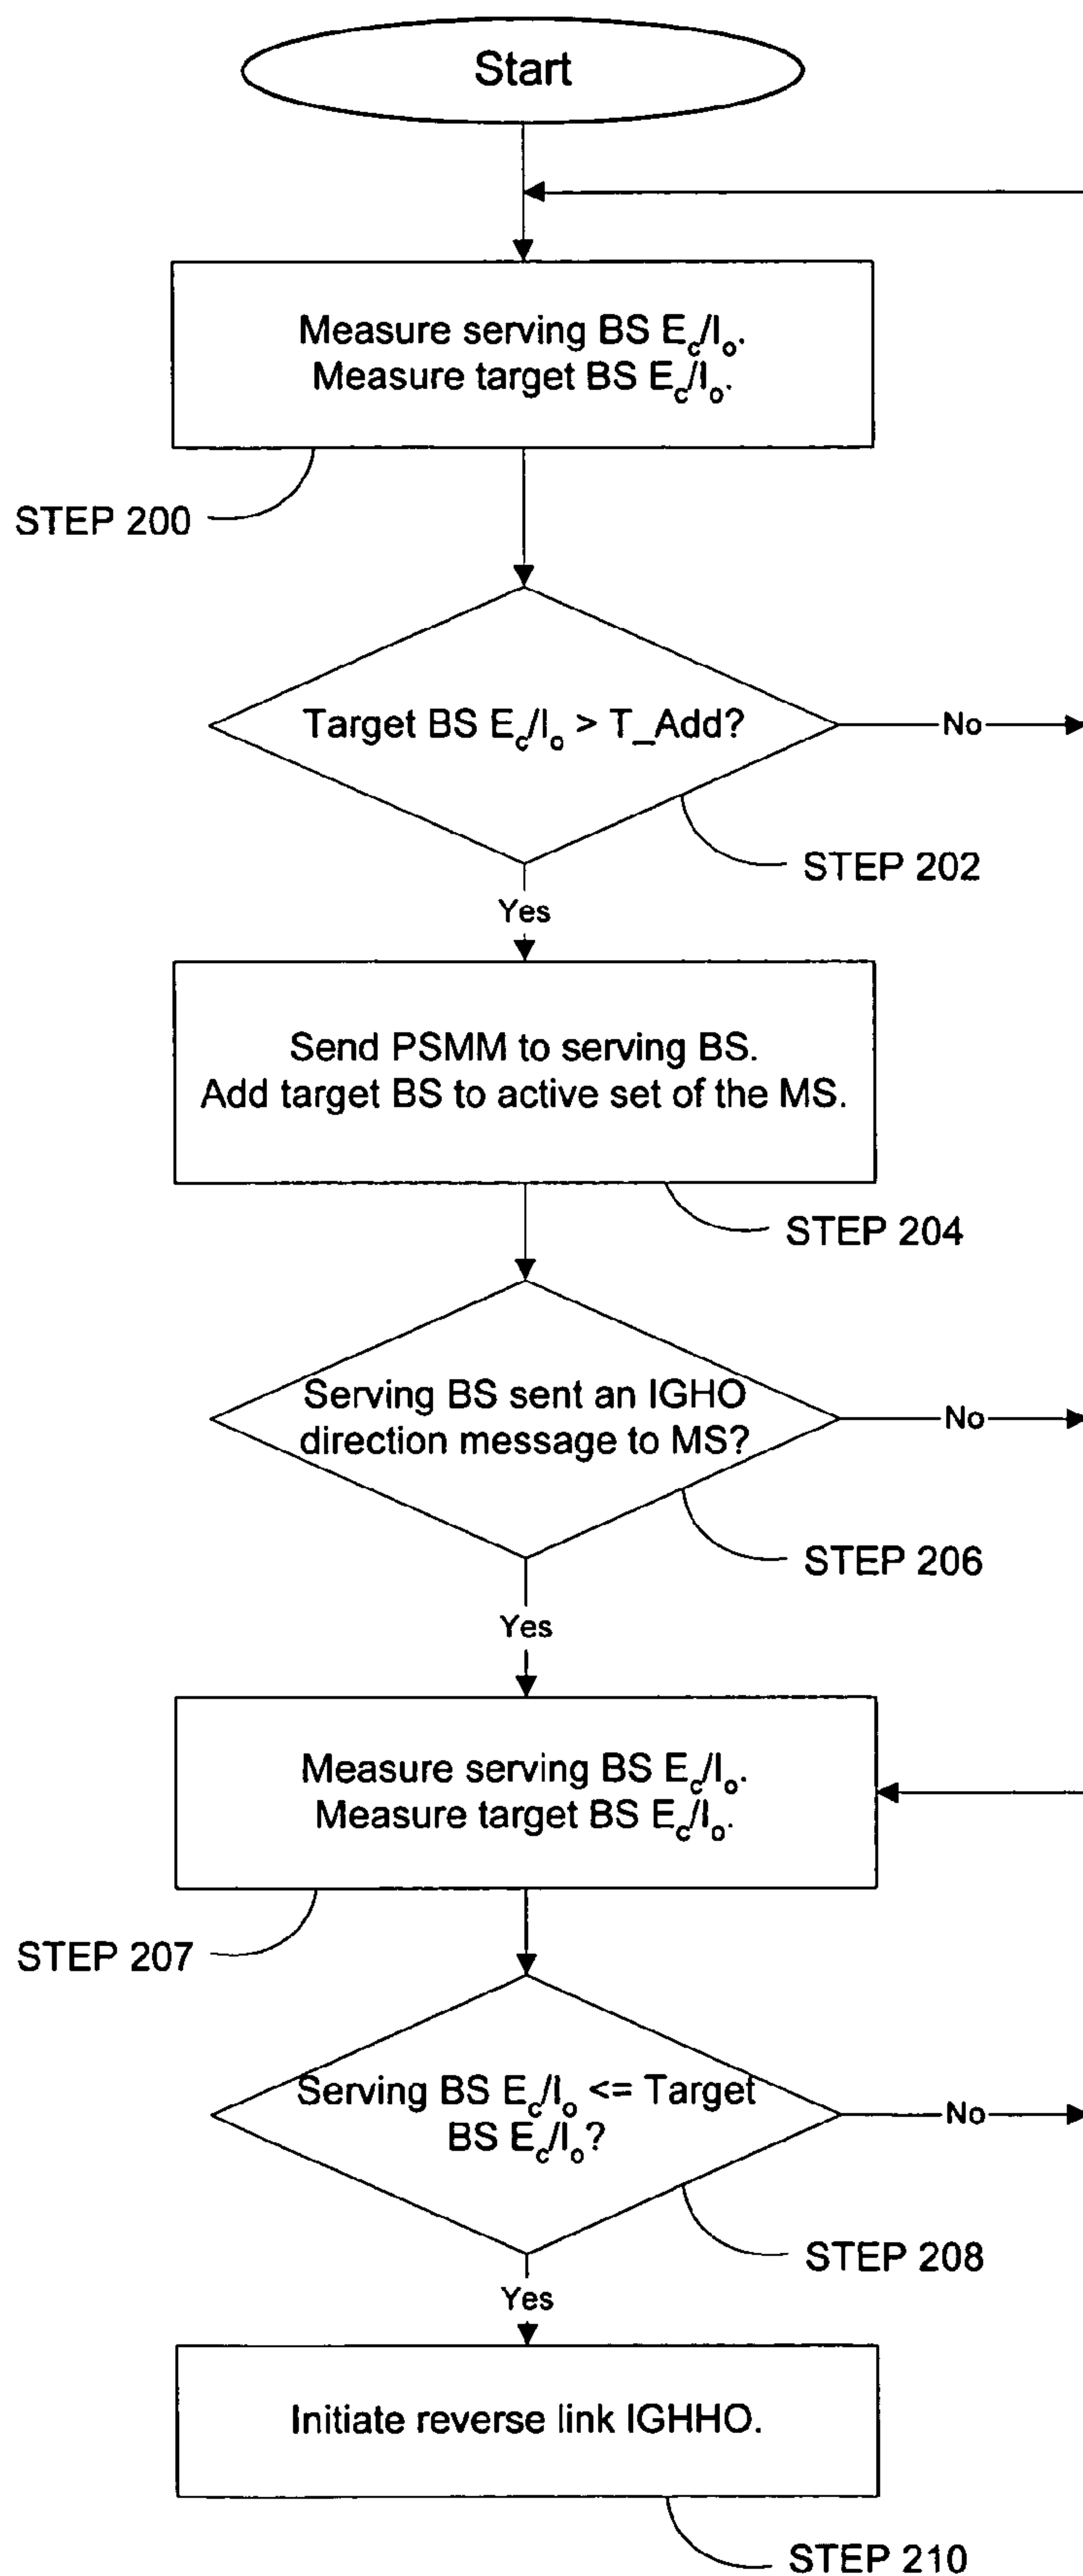 Start
Measure serving BS Ec/Io.
Measure target BS Ec/Io.
STEP 200
Target BS Ec/Io > T_Add?
No
STEP 202
Yes
Send PSMM to serving BS.
Add target BS to active set of the MS.
STEP 204
Serving BS sent an IGHO
direction message to MS?
No
STEP 206
Yes
Measure serving BS Ec/Io.
Measure target BS Ec/Io.
STEP 207
Serving BS Ec/Io <= Target
BS Ec/Io?
No
STEP 208
Yes
Initiate reverse link IGHHO.
STEP 210